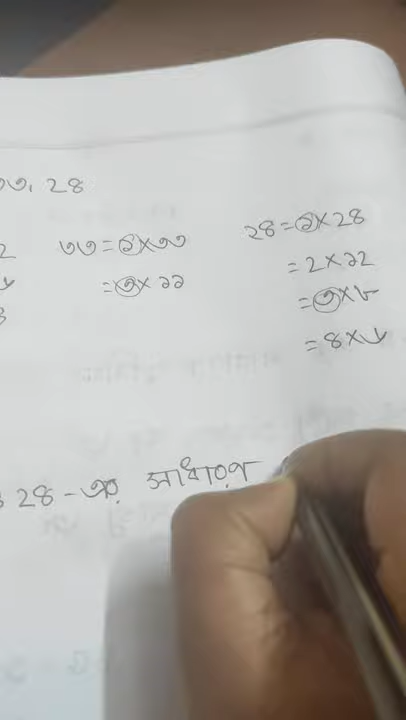 ৩৩, ২৪
৩৩ = ১×৩৩
= ৩×১১
২৪ = ১×২৪
= ২×১২
= ৩×৮
= ৪×৬
২৪ - এর সাধারণ